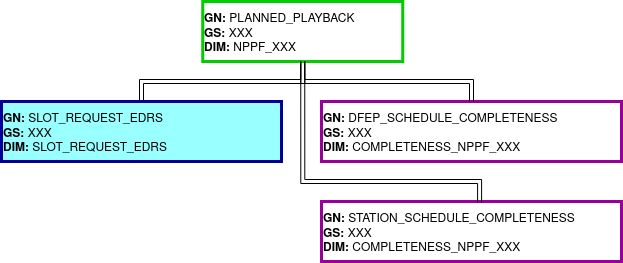 GN: PLANNED_PLAYBACK
GS: XXX
DIM: NPPF_XXX
GN: SLOT_REQUEST_EDRS
GS: XXX
DIM: SLOT_REQUEST_EDRS
GN: DFEP_SCHEDULE_COMPLETENESS
GS: XXX
DIM: COMPLETENESS_NPPF_XXX
GN: STATION_SCHEDULE_COMPLETENESS
GS: XXX
DIM: COMPLETENESS_NPPF_XXX